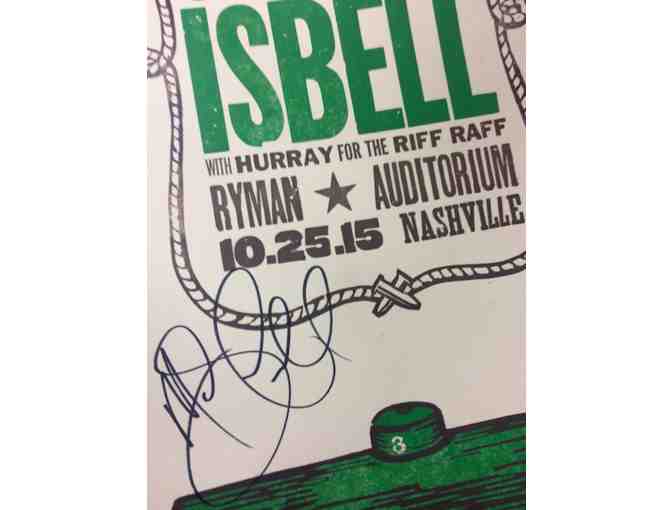 ISBELL
WITH HURRAY FOR THE RIFF RAFF
RYMAN ★ AUDITORIUM
10.25.15 NASHVILLE
3